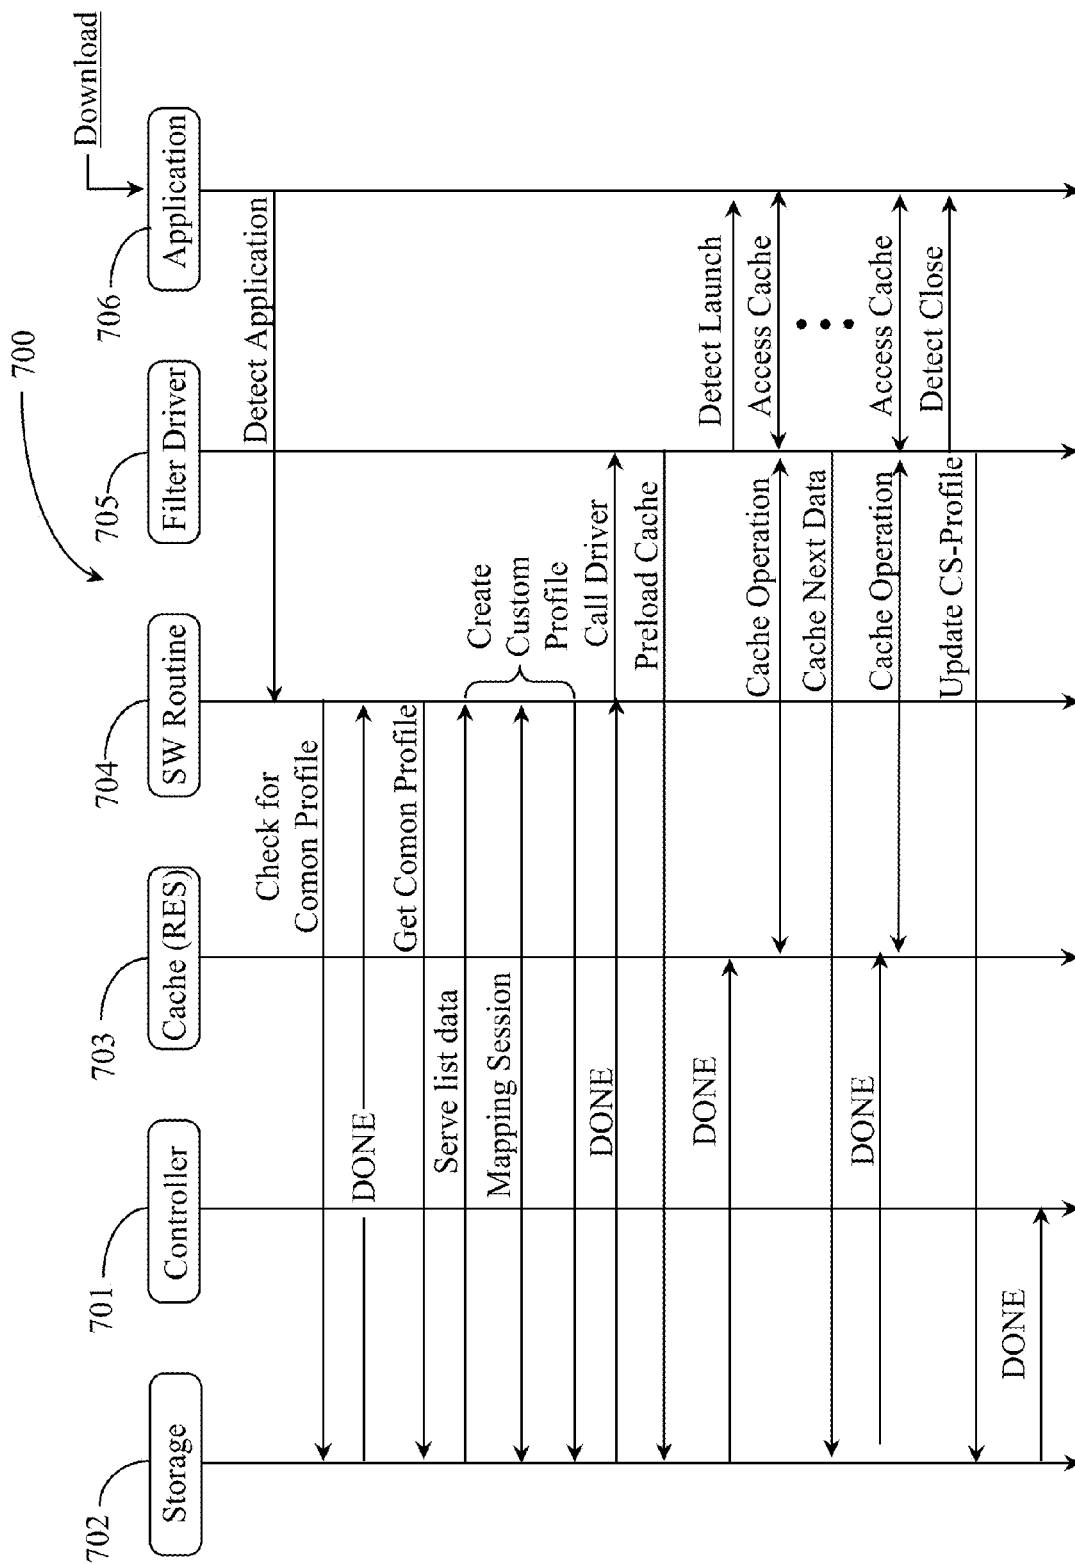 700
Download
702
701
703
704
705
706
Storage
Controller
Cache (RES)
SW Routine
Filter Driver
Application
Detect Application
Check for
Comon Profile
DONE
Get Comon Profile
Serve list data
Create
Custom
Profile
Mapping Session
DONE
Call Driver
Preload Cache
DONE
Detect Launch
Cache Operation
Access Cache
Cache Next Data
DONE
Cache Operation
Access Cache
Update CS-Profile
Detect Close
DONE